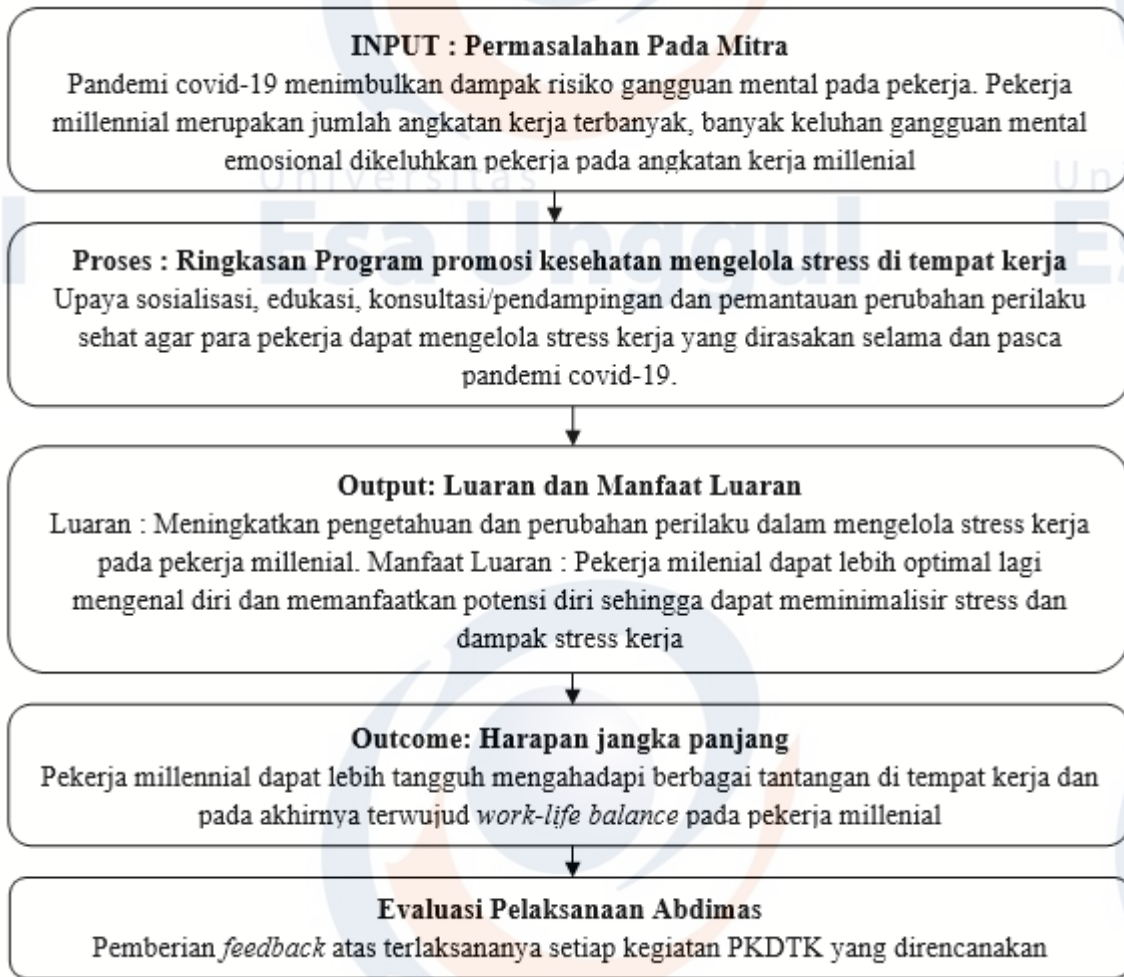 INPUT : Permasalahan Pada Mitra
Pandemi covid-19 menimbulkan dampak risiko gangguan mental pada pekerja. Pekerja
millennial merupakan jumlah angkatan kerja terbanyak, banyak keluhan gangguan mental
emosional dikeluhkan pekerja pada angkatan kerja millenial
Universitas
Esa Unggul
Proses : Ringkasan Program promosi kesehatan mengelola stress di tempat kerja
Upaya sosialisasi, edukasi, konsultasi/pendampingan dan pemantauan perubahan perilaku
sehat agar para pekerja dapat mengelola stress kerja yang dirasakan selama dan pasca
pandemi covid-19.
Output: Luaran dan Manfaat Luaran
Luaran : Meningkatkan pengetahuan dan perubahan perilaku dalam mengelola stress kerja
pada pekerja millenial. Manfaat Luaran : Pekerja milenial dapat lebih optimal lagi
mengenal diri dan memanfaatkan potensi diri sehingga dapat meminimalisir stress dan
dampak stress kerja
Outcome: Harapan jangka panjang
Pekerja millennial dapat lebih tangguh mengahadapi berbagai tantangan di tempat kerja dan
pada akhirnya terwujud work-life balance pada pekerja millenial
Evaluasi Pelaksanaan Abdimas
Pemberian feedback atas terlaksananya setiap kegiatan PKDTK yang direncanakan